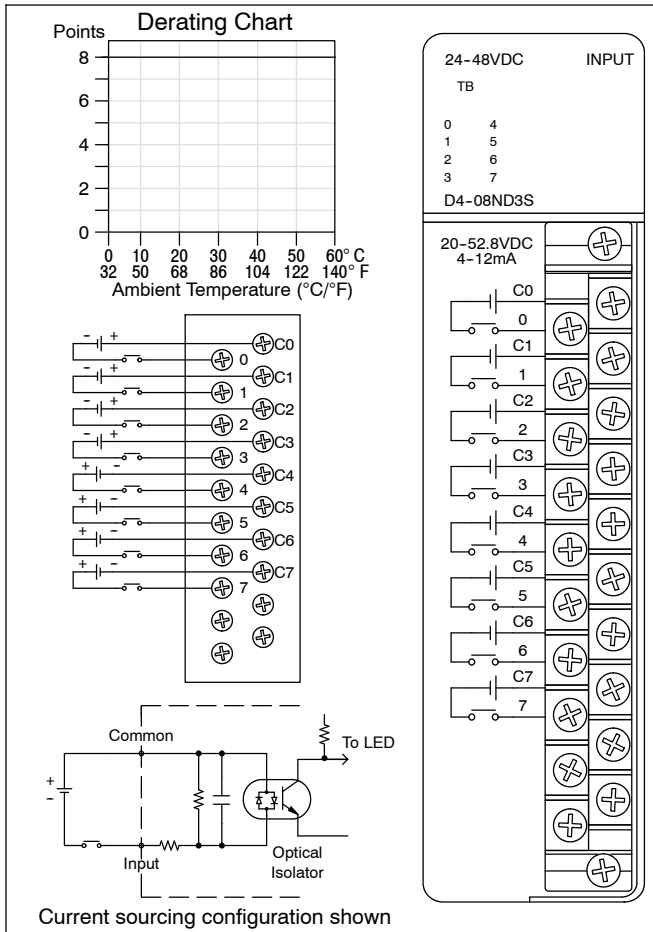 Derating Chart
Points
8
6
4
2
0
0 10 20 30 40 50 60° C
32 50 68 86 104 122 140° F
Ambient Temperature (°C/°F)
- + C0
0
- + C1
1
- + C2
2
- + C3
3
+ - C4
4
+ - C5
5
+ - C6
6
+ - C7
7
Common
To LED
+
-
Input
Optical
Isolator
Current sourcing configuration shown
24-48VDC INPUT
TB
0 4
1 5
2 6
3 7
D4-08ND3S
20-52.8VDC
4-12mA
C0
0
C1
1
C2
2
C3
3
C4
4
C5
5
C6
6
C7
7